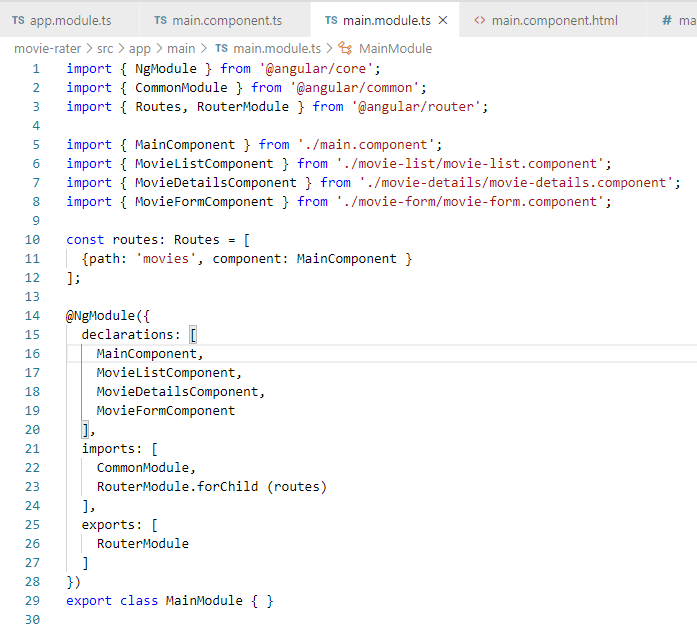 TS app.module.ts TS main.component.ts TS main.module.ts × <> main.component.html # ma
movie-rater > src > app > main > TS main.module.ts > MainModule
1 import { NgModule } from '@angular/core';
2 import { CommonModule } from '@angular/common';
3 import { Routes, RouterModule } from '@angular/router';
4
5 import { MainComponent } from './main.component';
6 import { MovieListComponent } from './movie-list/movie-list.component';
7 import { MovieDetailsComponent } from './movie-details/movie-details.component';
8 import { MovieFormComponent } from './movie-form/movie-form.component';
9
10 const routes: Routes = [
11 {path: 'movies', component: MainComponent }
12 ];
13
14 @NgModule({
15 declarations: [
16 MainComponent,
17 MovieListComponent,
18 MovieDetailsComponent,
19 MovieFormComponent
20 ],
21 imports: [
22 CommonModule,
23 RouterModule.forChild (routes)
24 ],
25 exports: [
26 RouterModule
27 ]
28 })
29 export class MainModule { }
30